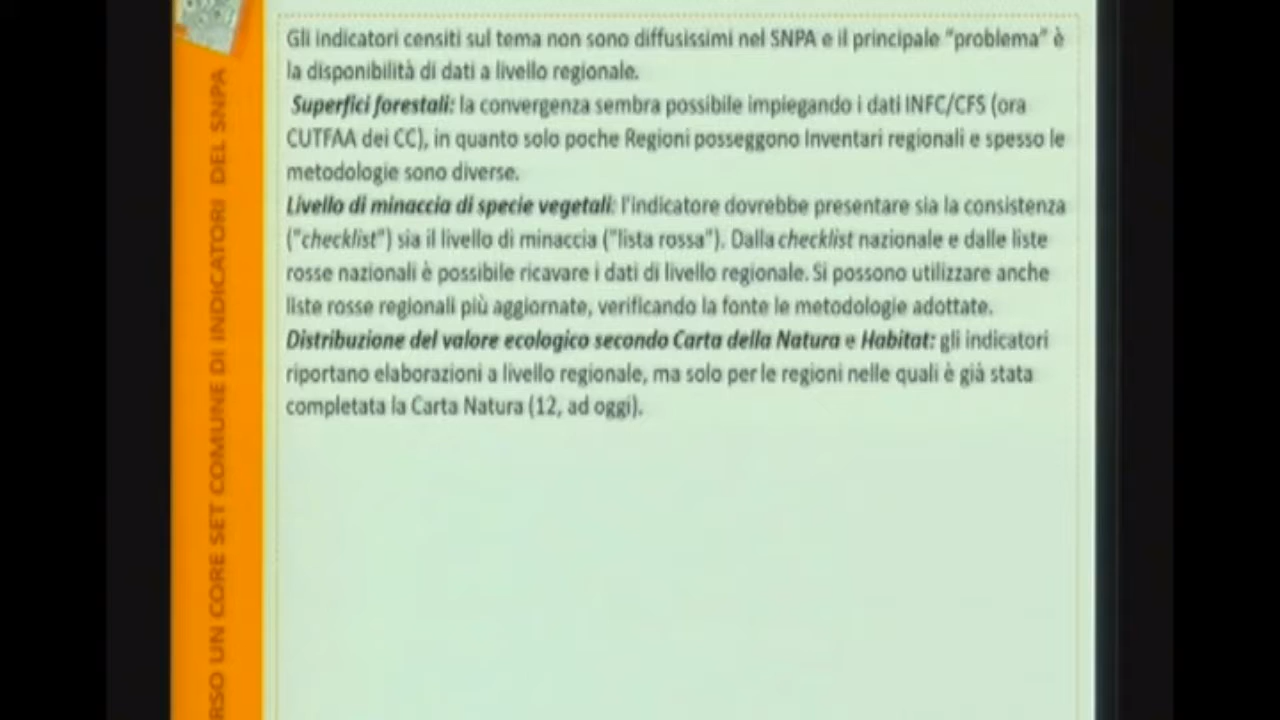 Gli indicatori censiti sul tema non sono diffusissimi nel SNPA e il principale "problema" è
la disponibilità di dati a livello regionale.
Superfici forestali: la convergenza sembra possibile impiegando i dati INFC/CFS (ora
CUTFAA dei CC), in quanto solo poche Regioni posseggono Inventari regionali e spesso le
metodologie sono diverse.
Livello di minaccia di specie vegetali: l'indicatore dovrebbe presentare sia la consistenza
("checklist") sia il livello di minaccia ("lista rossa"). Dalla checklist nazionale e dalle liste
rosse nazionali è possibile ricavare i dati di livello regionale. Si possono utilizzare anche
liste rosse regionali più aggiornate, verificando la fonte le metodologie adottate.
Distribuzione del valore ecologico secondo Carta della Natura e Habitat: gli indicatori
riportano elaborazioni a livello regionale, ma solo per le regioni nelle quali è già stata
completata la Carta Natura (12, ad oggi).
RSO UN CORE SET COMUNE DI INDICATORI DEL SNPA